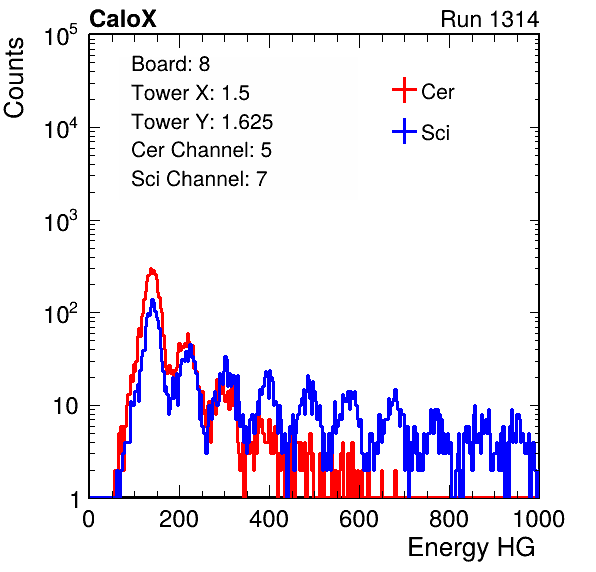 CaloX Run 1314
Counts
10^5
10^4
10^3
10^2
10
1
Board: 8
Tower X: 1.5
Tower Y: 1.625
Cer Channel: 5
Sci Channel: 7
Cer
Sci
0 200 400 600 800 1000
Energy HG